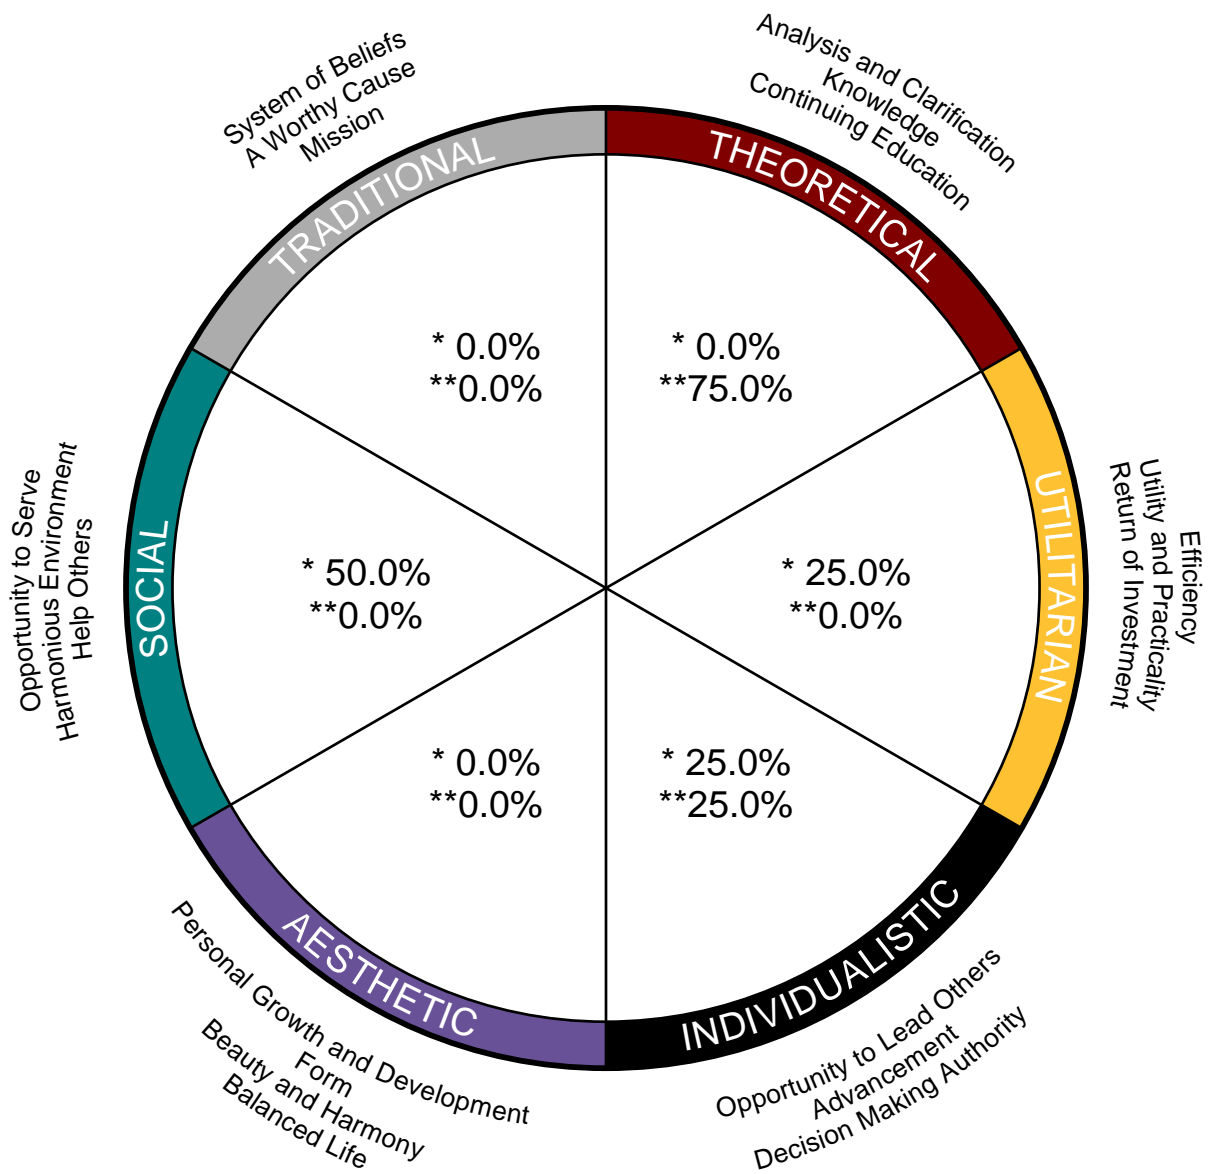 System of Beliefs
A Worthy Cause
Mission
TRADITIONAL
* 0.0%
**0.0%
Analysis and Clarification
Knowledge
Continuing Education
THEORETICAL
* 0.0%
**75.0%
Efficiency
Utility and Practicality
Return of Investment
UTILITARIAN
* 25.0%
**0.0%
Opportunity to Serve
Harmonious Environment
Help Others
SOCIAL
* 50.0%
**0.0%
* 0.0%
**0.0%
AESTHETIC
Personal Growth and Development
Form
Beauty and Harmony
Balanced Life
* 25.0%
**25.0%
INDIVIDUALISTIC
Opportunity to Lead Others
Advancement
Decision Making Authority